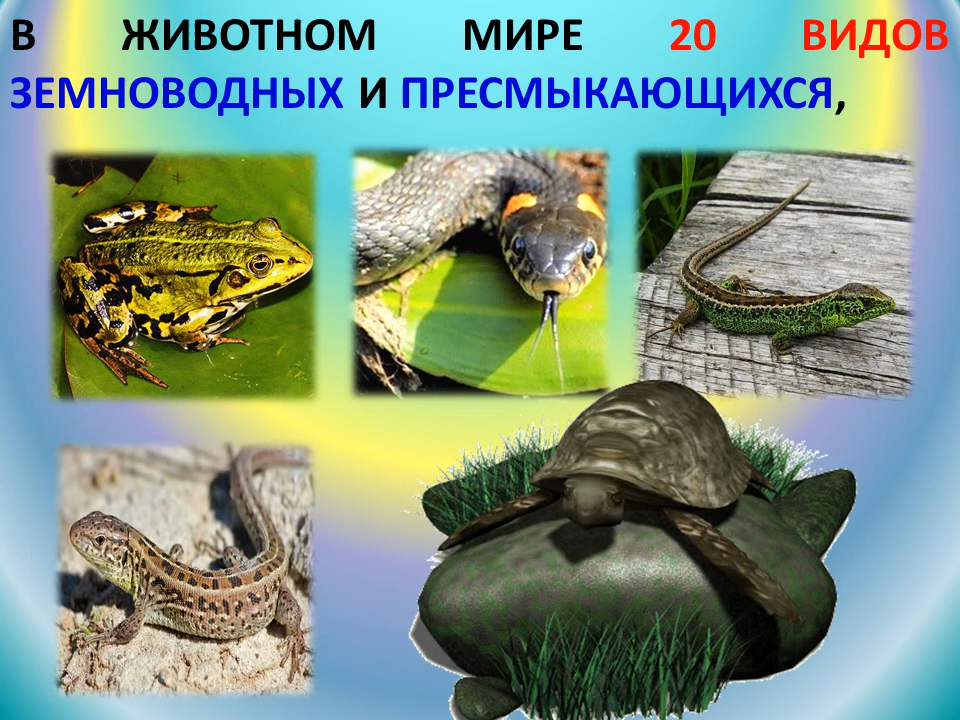 В ЖИВОТНОМ МИРЕ 20 ВИДОВ
ЗЕМНОВОДНЫХ И ПРЕСМЫКАЮЩИХСЯ,